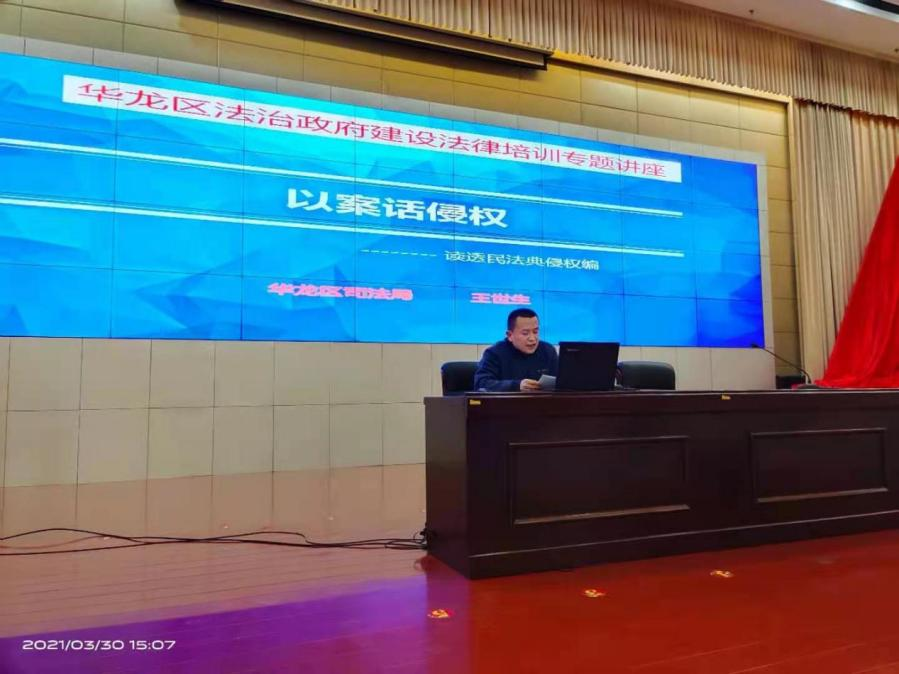 华龙区法治政府建设法律培训专题讲座
以案话侵权
-------- 谈透民法典侵权编
华龙区司法局 王世生
2021/03/30 15:07